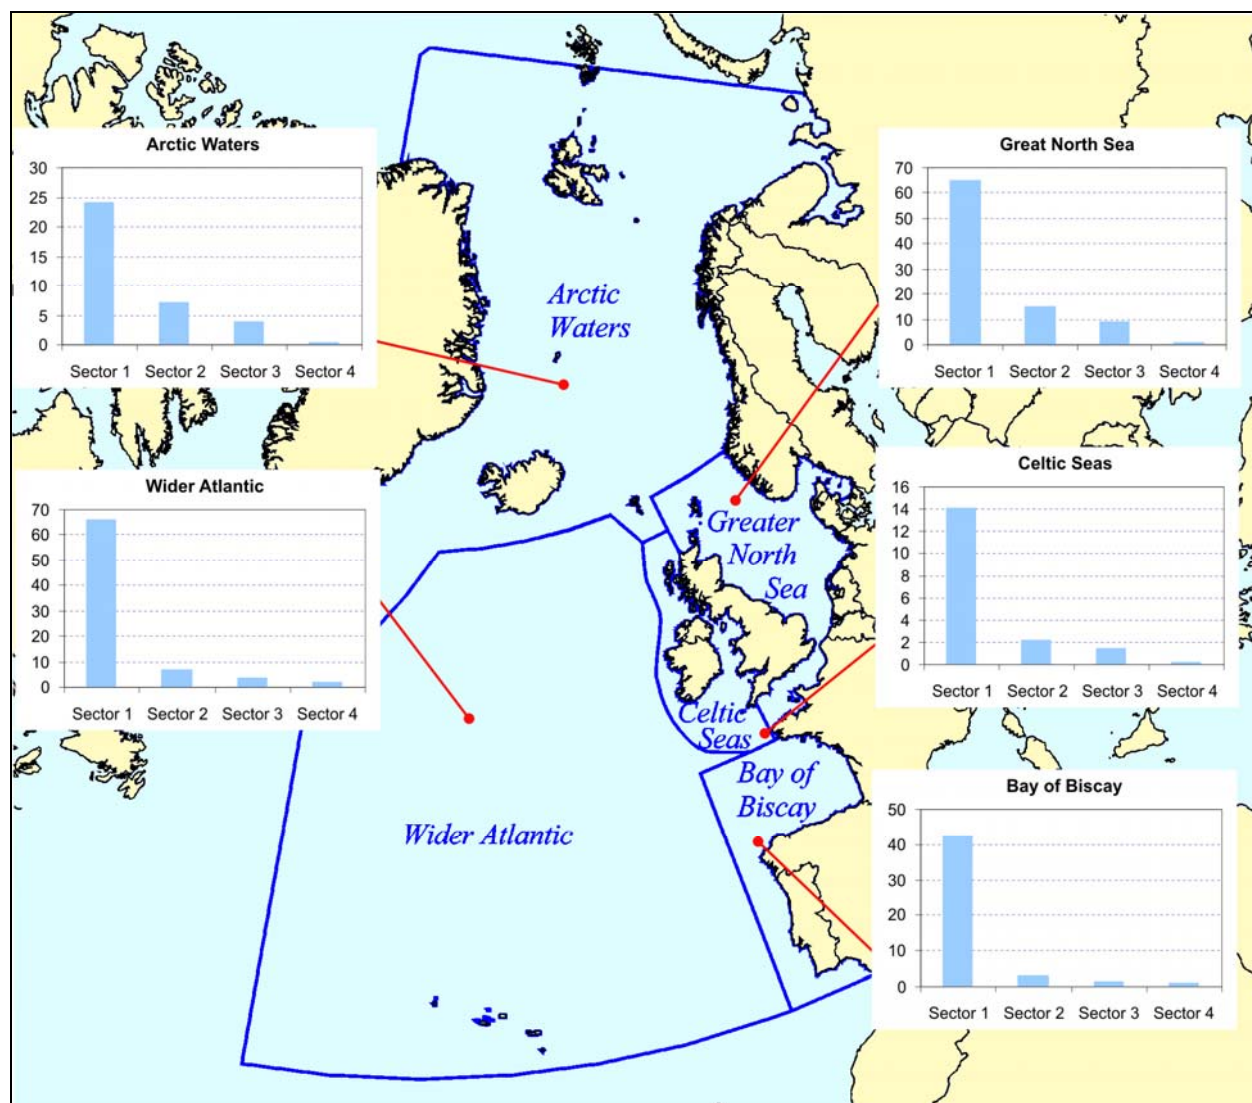 Arctic Waters
30
25
20
15
10
5
0
Sector 1 Sector 2 Sector 3 Sector 4
Great North Sea
70
60
50
40
30
20
10
0
Sector 1 Sector 2 Sector 3 Sector 4
Arctic
Waters
Wider Atlantic
70
60
50
40
30
20
10
0
Sector 1 Sector 2 Sector 3 Sector 4
Celtic Seas
16
14
12
10
8
6
4
2
0
Sector 1 Sector 2 Sector 3 Sector 4
Greater
North
Sea
Celtic
Seas
Bay of
Biscay
Wider Atlantic
Bay of Biscay
50
40
30
20
10
0
Sector 1 Sector 2 Sector 3 Sector 4